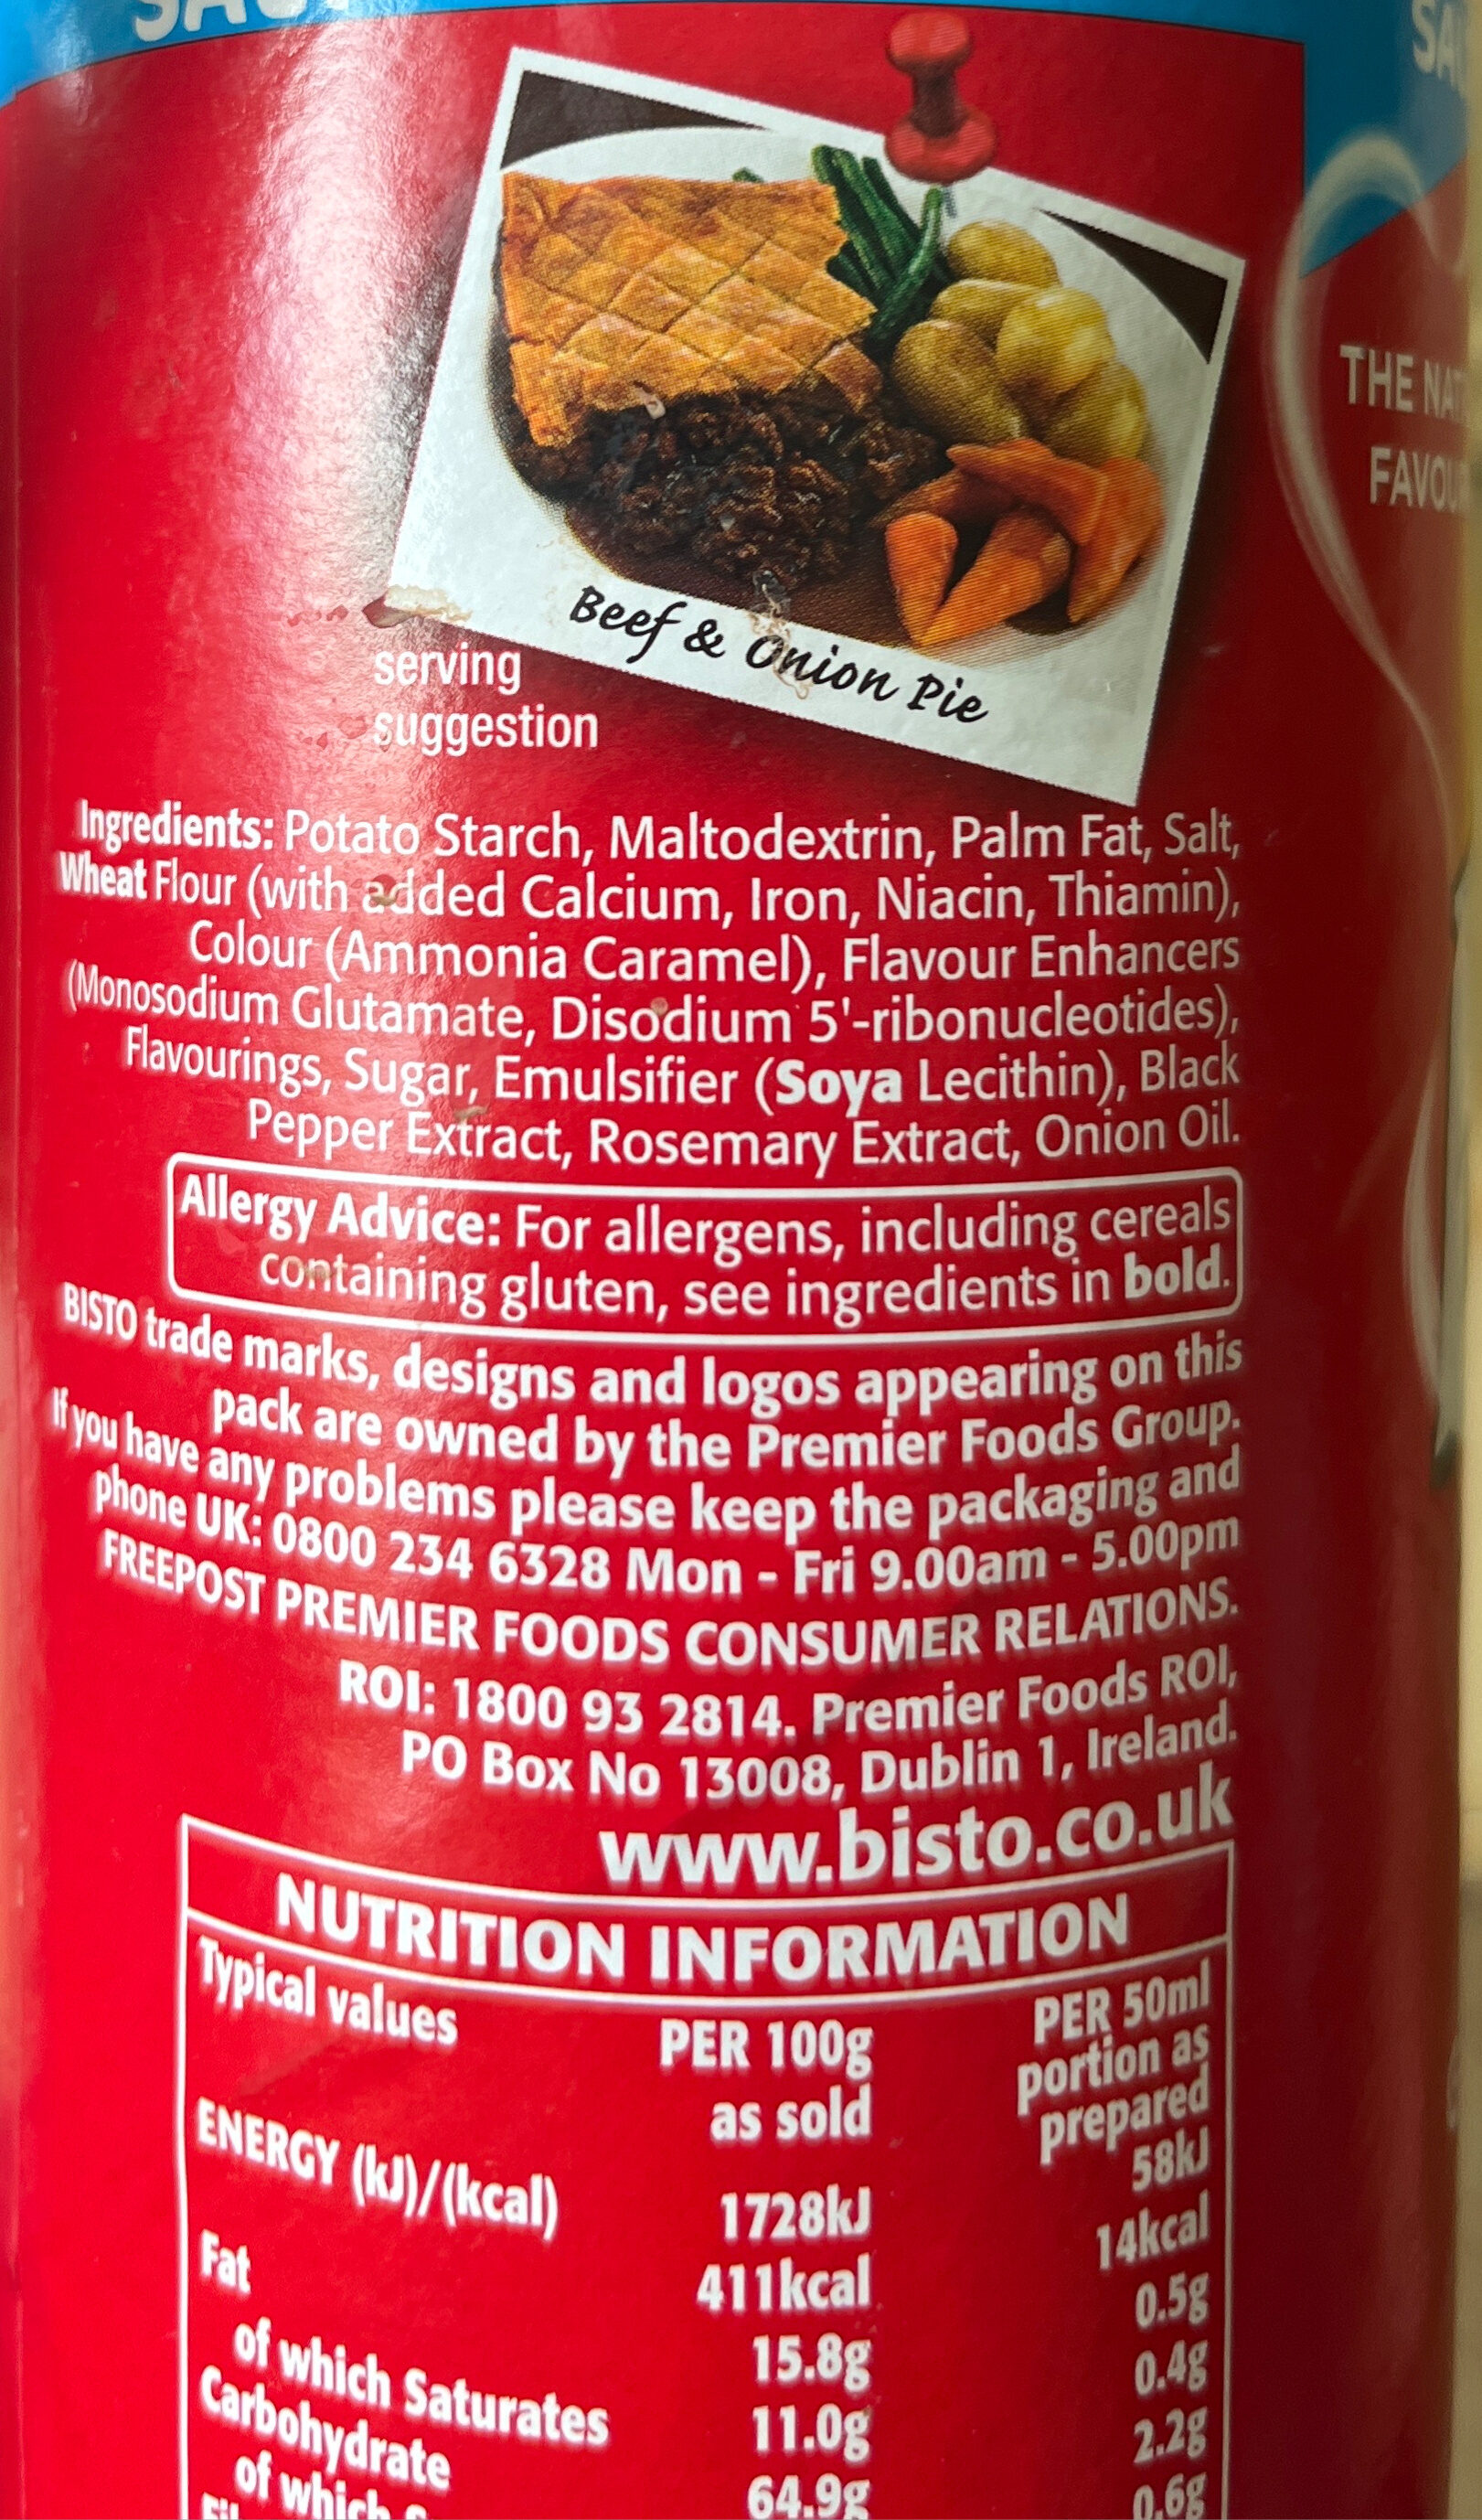 serving
suggestion
Beef & Onion Pie
THE
Ingredients: Potato Starch, Maltodextrin, Palm Fat, Salt,
Wheat Flour (with added Calcium, Iron, Niacin, Thiamin),
Colour (Ammonia Caramel), Flavour Enhancers
(Monosodium Glutamate, Disodium 5'-ribonucleotides),
Flavourings, Sugar, Emulsifier (Soya Lecithin), Black
Pepper Extract, Rosemary Extract, Onion Oil.
Allergy Advice: For allergens, including cereals
containing gluten, see ingredients in bold.
BISTO trade marks, designs and logos appearing on this
pack are owned by the Premier Foods Group.
If you have any problems please keep the packaging and
phone UK: 0800 234 6328 Mon - Fri 9.00am - 5.00pm
FREEPOST PREMIER FOODS CONSUMER RELATIONS.
ROI: 1800 93 2814. Premier Foods ROI,
PO Box No 13008, Dublin 1, Ireland.
www.bisto.co.uk
NUTRITION INFORMATION
Typical values PER 100g as sold PER 50ml portion as prepared
ENERGY (kJ)/(kcal) 1728kJ 58kJ
411kcal 14kcal
Fat 15.8g 0.5g
of which Saturates 11.0g 0.4g
Carbohydrate 64.9g 2.2g
of which 0.6g